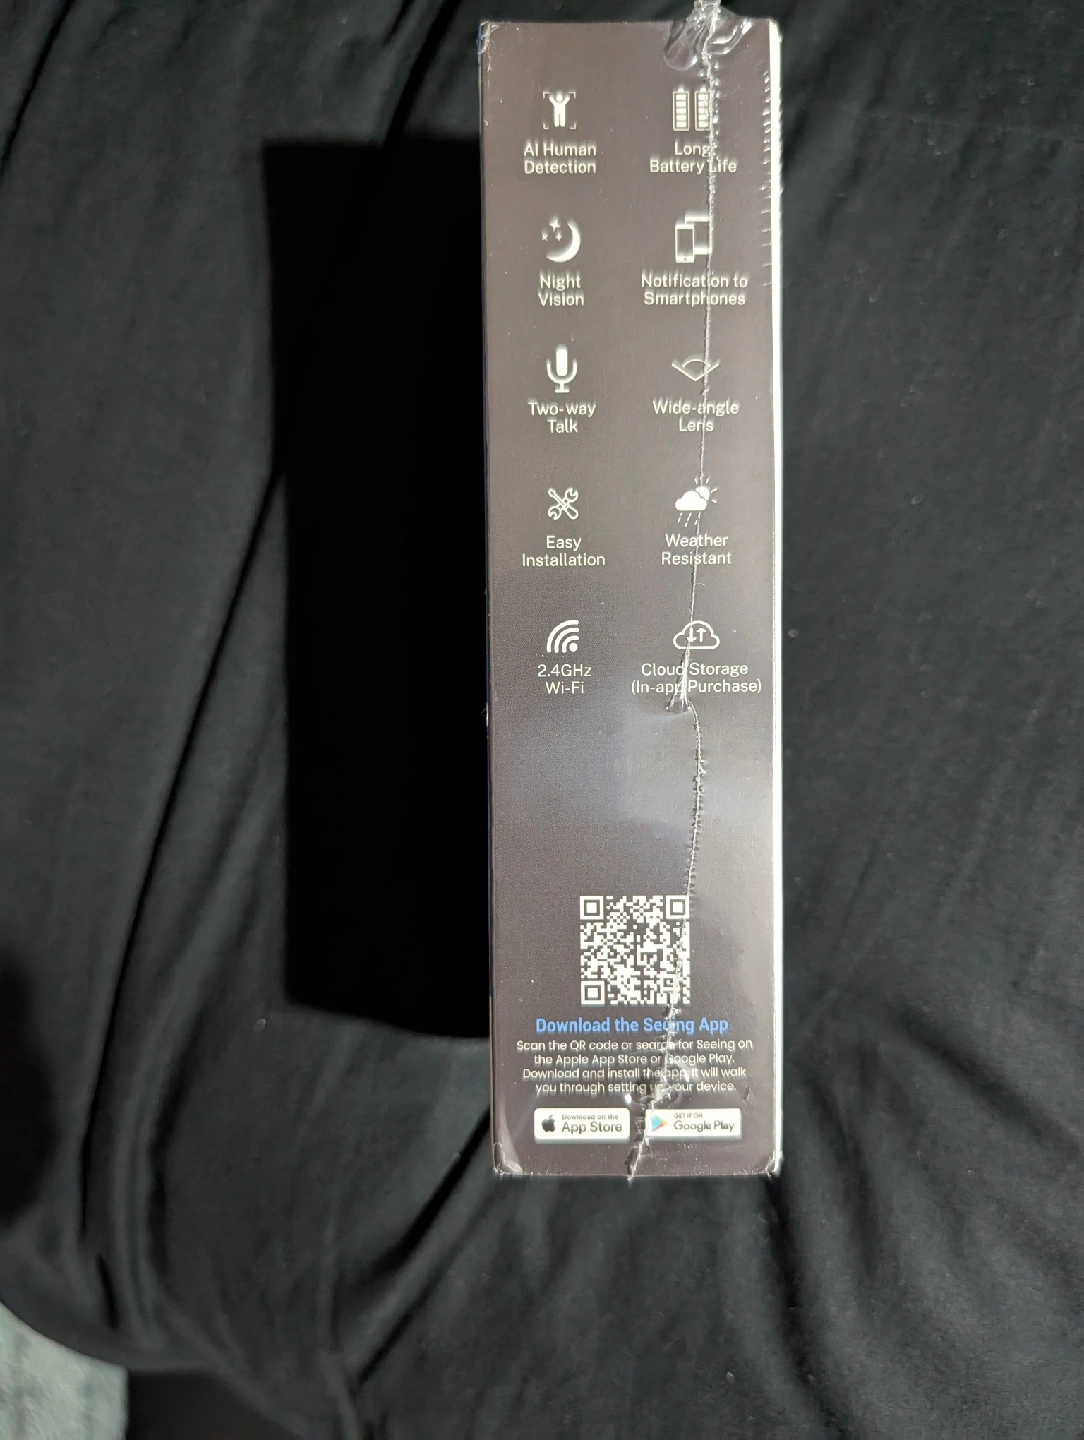 AI Human
Detection
Long
Battery Life
Night
Vision
Notification to
Smartphones
Two-way
Talk
Wide-angle
Lens
Easy
Installation
Weather
Resistant
2.4GHz
Wi-Fi
Cloud Storage
(In-app Purchase)
Download the Seeing App
Scan the QR code or search for Seeing on
the Apple App Store or Google Play.
Download and install the app. It will walk
you through setting up your device.
Download on the
App Store
GET IT ON
Google Play